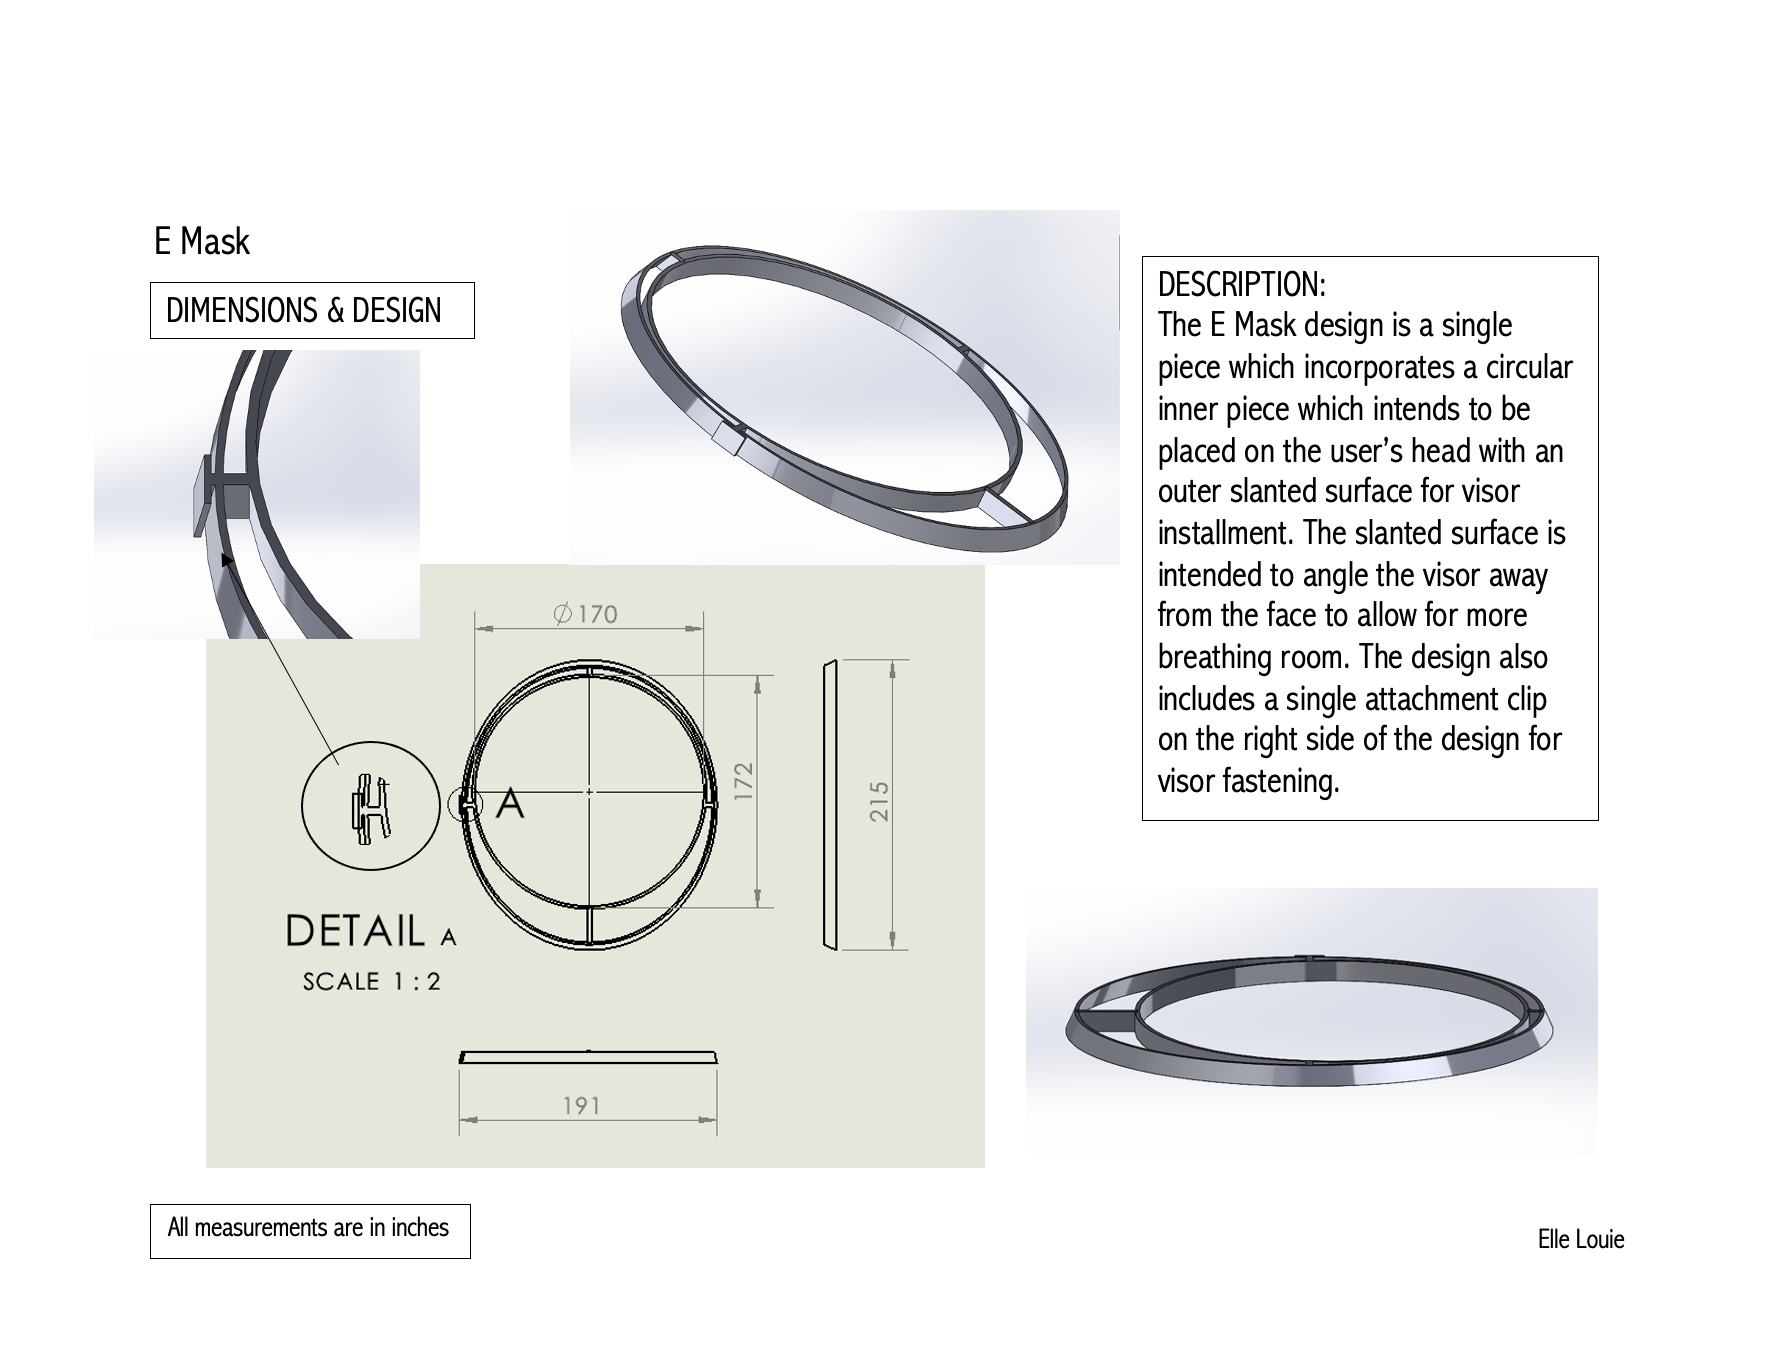 E Mask
DIMENSIONS & DESIGN
DESCRIPTION:
The E Mask design is a single
piece which incorporates a circular
inner piece which intends to be
placed on the user’s head with an
outer slanted surface for visor
installment. The slanted surface is
intended to angle the visor away
from the face to allow for more
breathing room. The design also
includes a single attachment clip
on the right side of the design for
visor fastening.
∅170
172
215
A
DETAIL A
SCALE 1 : 2
191
All measurements are in inches
Elle Louie